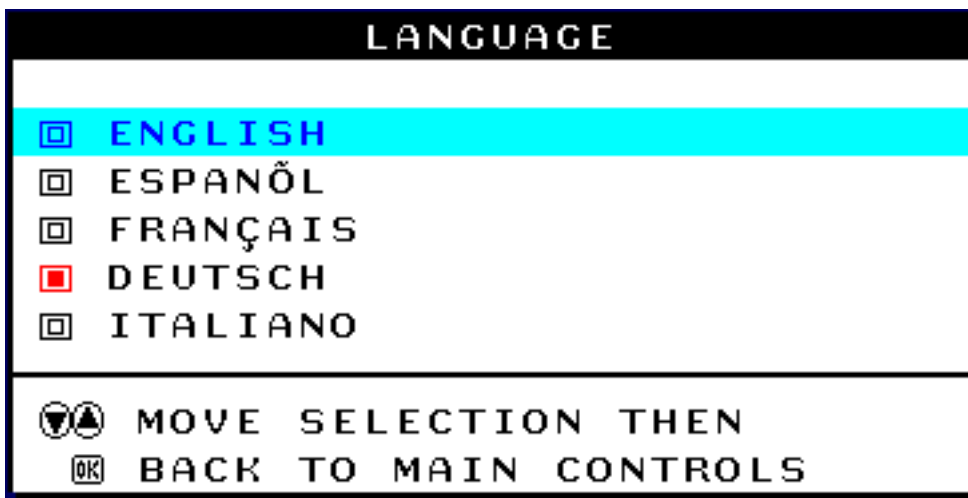 LANGUAGE
ENGLISH
ESPANÕL
FRANÇAIS
DEUTSCH
ITALIANO
MOVE SELECTION THEN
OK BACK TO MAIN CONTROLS